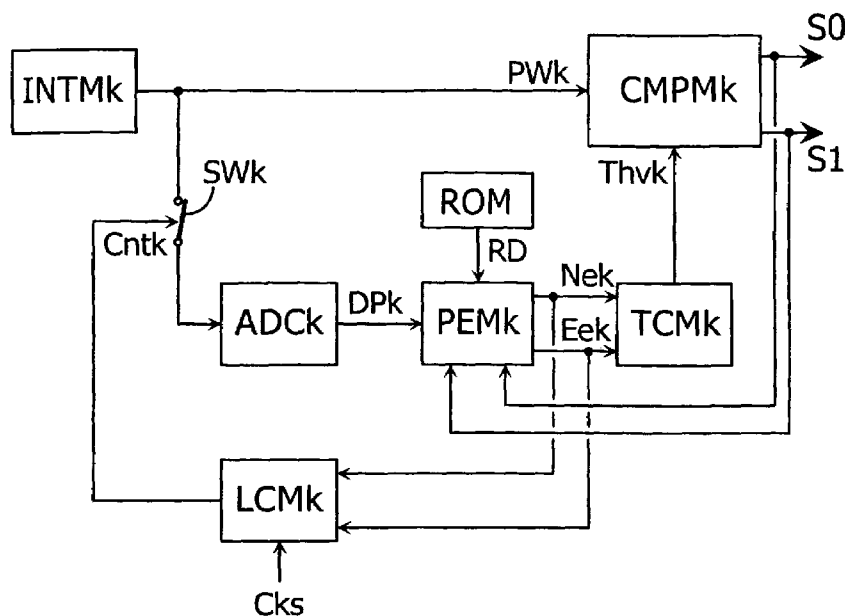 S0
INTMk
PWk
CMPMk
S1
SWk
Thvk
ROM
Cntk
RD
Nek
ADCk
DPk
PEMk
TCMk
Eek
LCMk
Cks